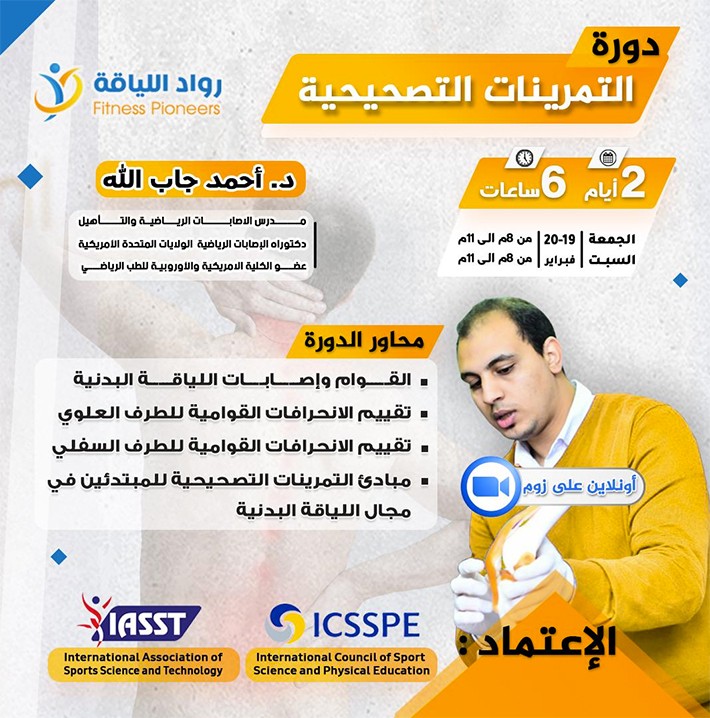 دورة
التمرينات التصحيحية
رواد اللياقة
Fitness Pioneers
2 أيام
6 ساعات
الجمعة 19-20 من 8م الى 11م
السبت فبراير من 8م الى 11م
د. أحمد جاب الله
مدرس الاصابات الرياضية والتأهيل
دكتوراه الإصابات الرياضية الولايات المتحدة الأمريكية
عضو الكلية الامريكية والأوروبية للطب الرياضي
محاور الدورة
القوام وإصابات اللياقة البدنية
تقييم الانحرافات القوامية للطرف العلوي
تقييم الانحرافات القوامية للطرف السفلي
مبادئ التمرينات التصحيحية للمبتدئين في
مجال اللياقة البدنية
أونلاين على زوم
الإعتماد :
ICSSPE
International Council of Sport
Science and Physical Education
IASST
International Association of
Sports Science and Technology